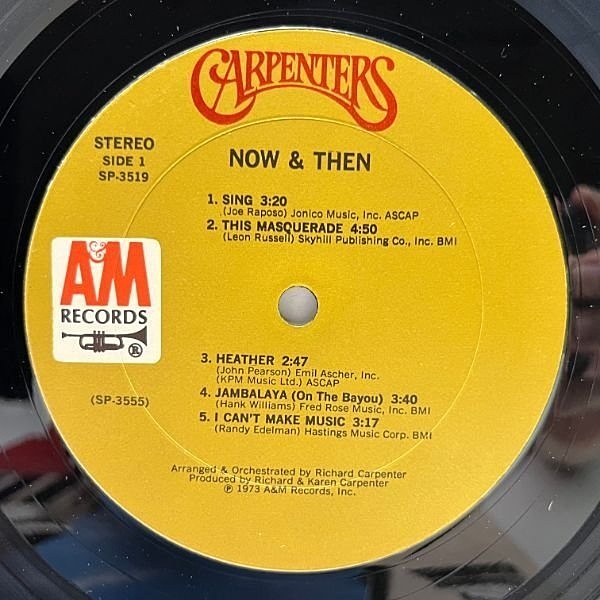 CARPENTERS
STEREO
SIDE 1
SP-3519
NOW & THEN
1. SING 3:20
(Joe Raposo) Jonico Music, Inc. ASCAP
2. THIS MASQUERADE 4:50
(Leon Russell) Skyhill Publishing Co., Inc. BMI
A&M
RECORDS
®
3. HEATHER 2:47
(John Pearson) Emil Ascher, Inc.
(KPM Music Ltd.) ASCAP
4. JAMBALAYA (On The Bayou) 3:40
(Hank Williams) Fred Rose Music, Inc. BMI
5. I CAN'T MAKE MUSIC 3:17
(Randy Edelman) Hastings Music Corp. BMI
(SP-3555)
Arranged & Orchestrated by Richard Carpenter
Produced by Richard & Karen Carpenter
℗ 1973 A&M Records, Inc.